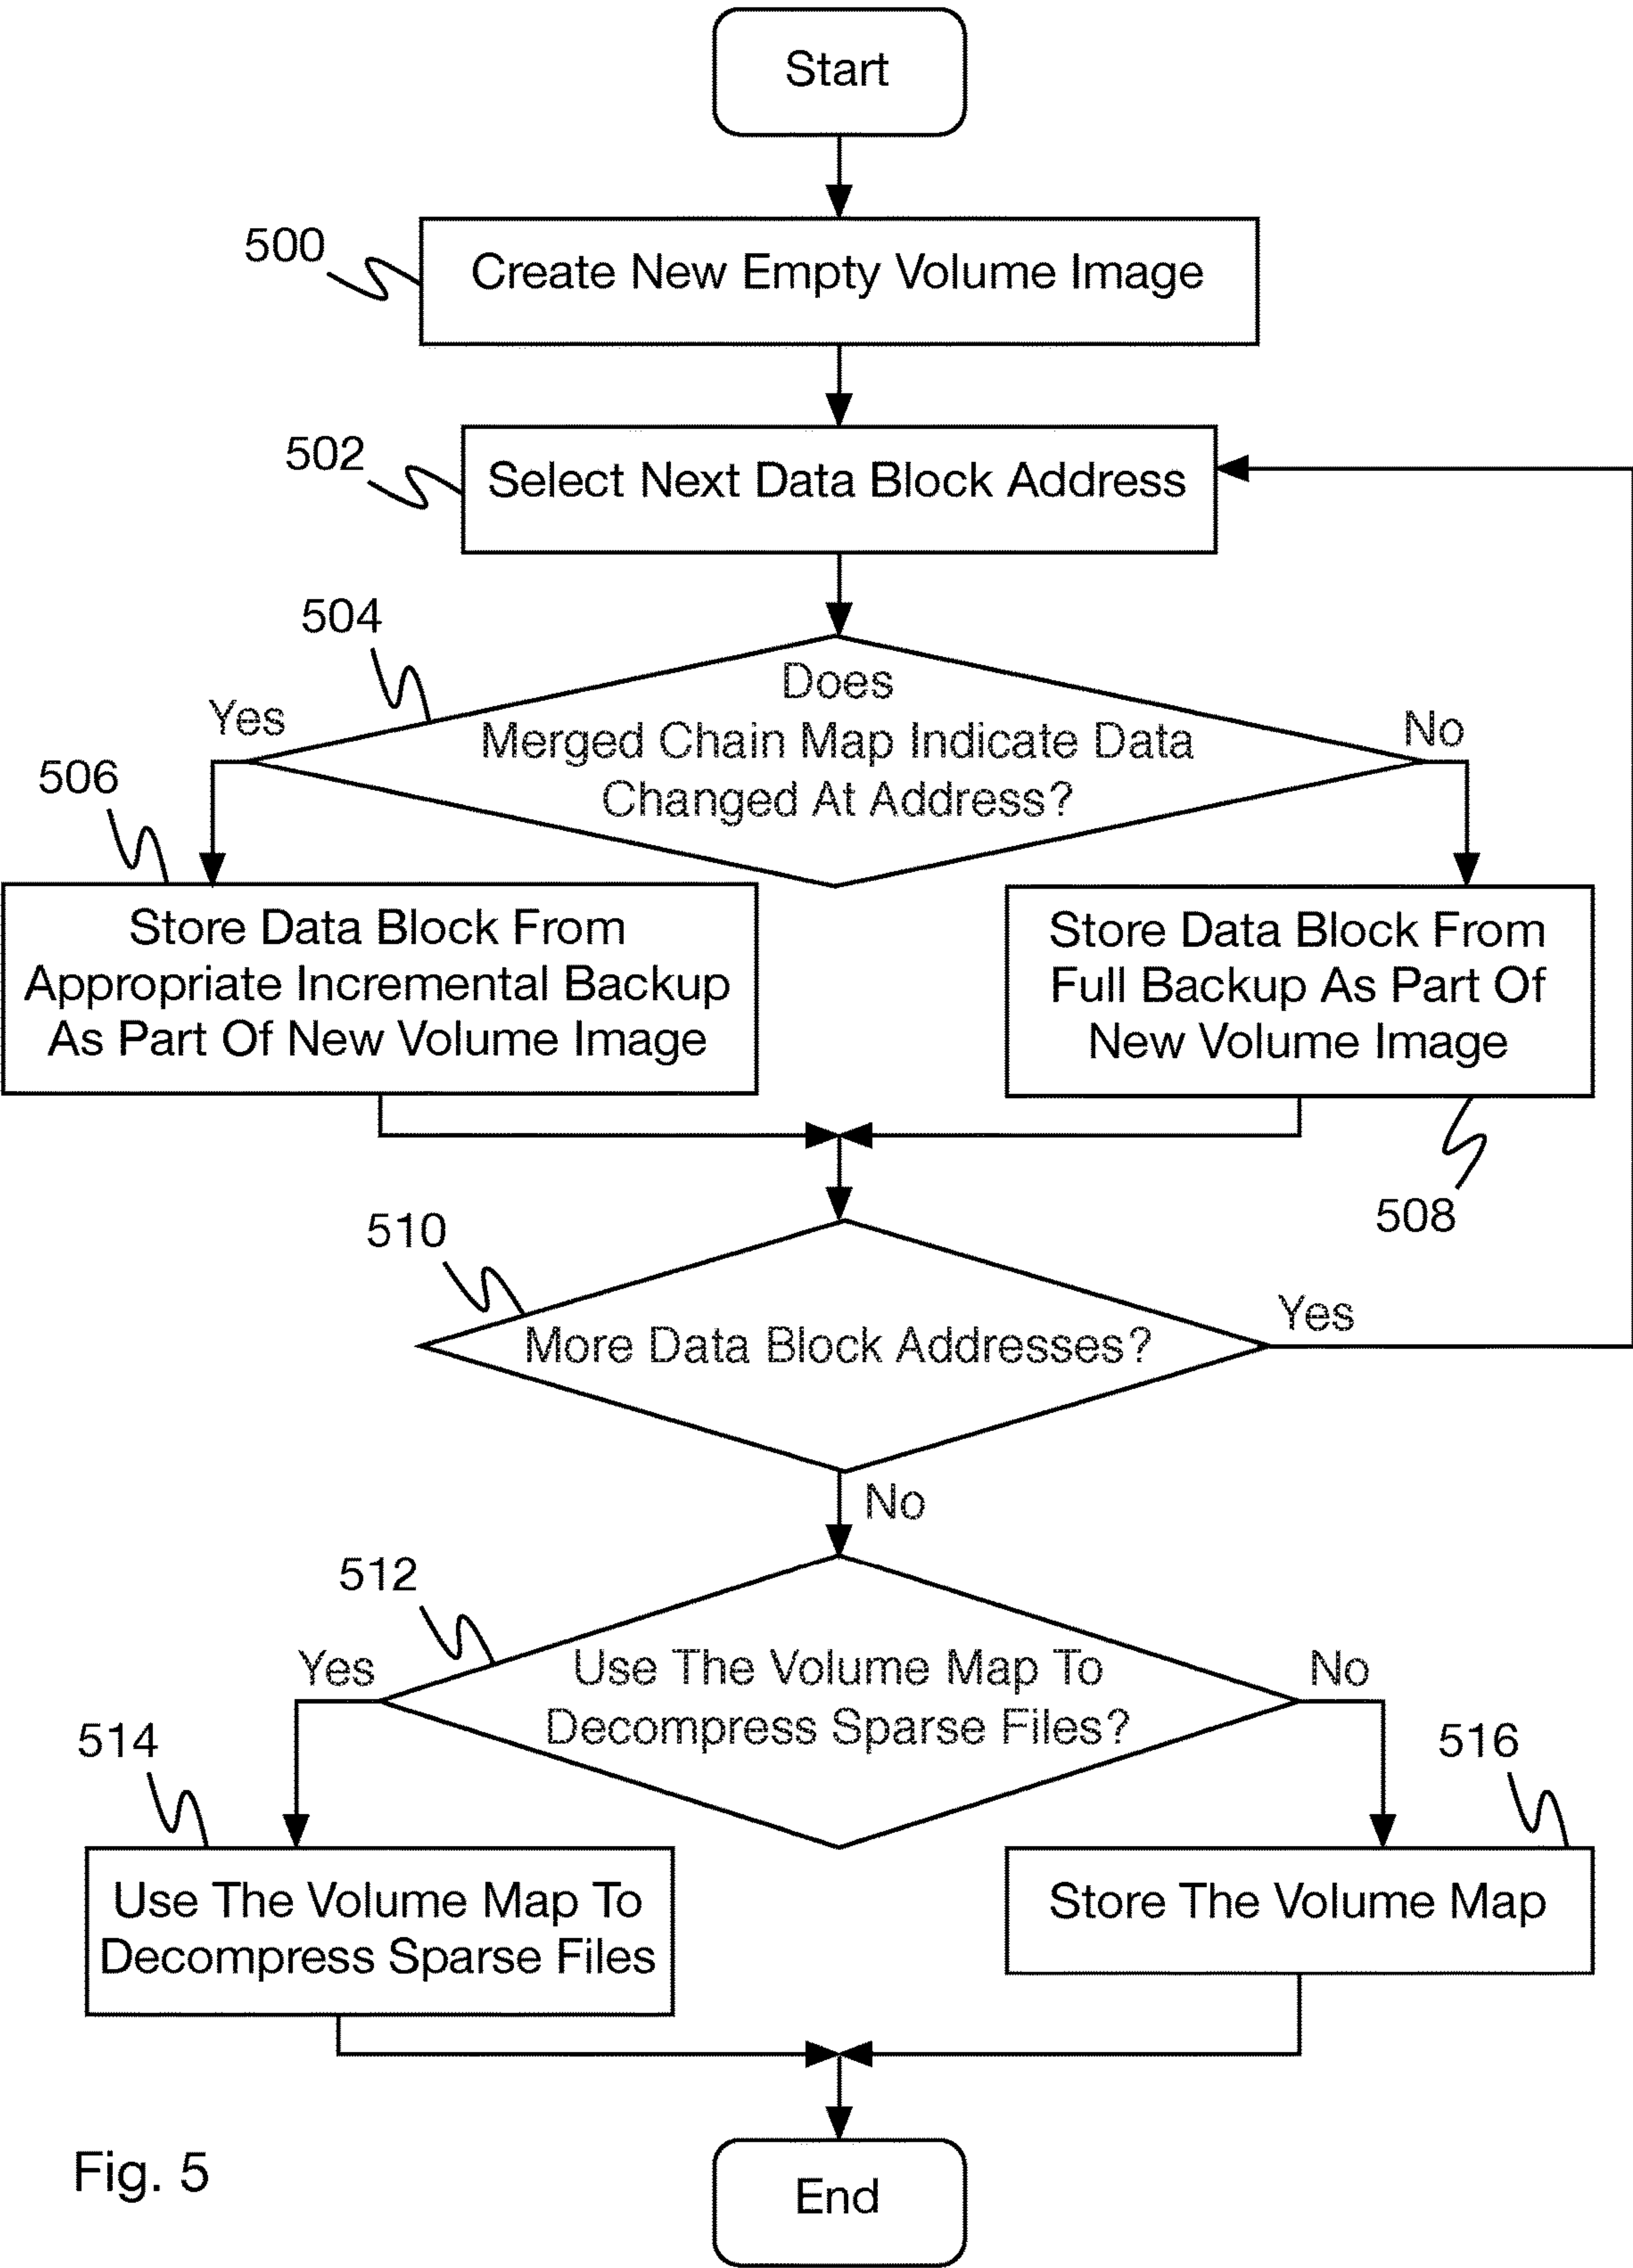 Start
500
Create New Empty Volume Image
502
Select Next Data Block Address
504
Does
Merged Chain Map Indicate Data
Changed At Address?
Yes
No
506
Store Data Block From
Appropriate Incremental Backup
As Part Of New Volume Image
Store Data Block From
Full Backup As Part Of
New Volume Image
508
510
More Data Block Addresses?
Yes
No
512
Use The Volume Map To
Decompress Sparse Files?
Yes
No
514
Use The Volume Map To
Decompress Sparse Files
516
Store The Volume Map
End
Fig. 5